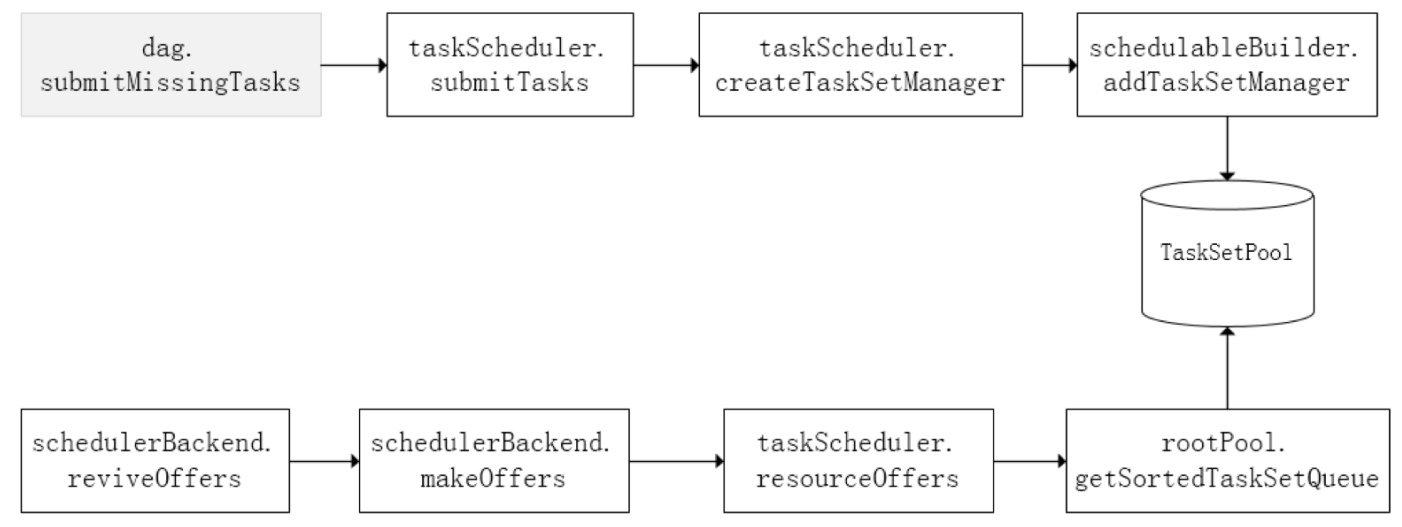 dag.
submitMissingTasks
taskScheduler.
submitTasks
taskScheduler.
createTaskSetManager
schedulableBuilder.
addTaskSetManager
TaskSetPool
schedulerBackend.
reviveOffers
schedulerBackend.
makeOffers
taskScheduler.
resourceOffers
rootPool.
getSortedTaskSetQueue